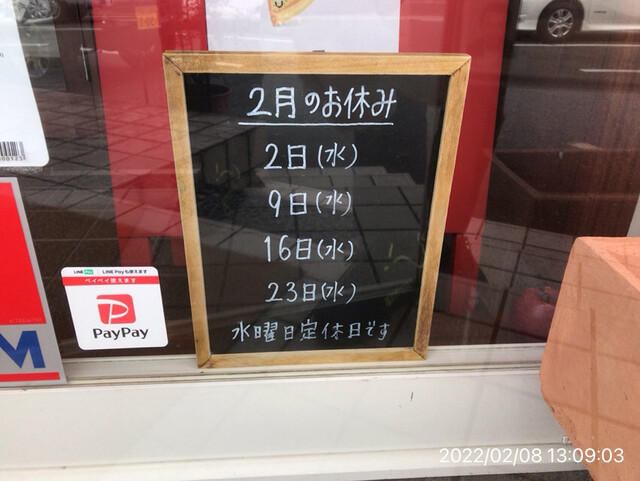 2月のお休み
2日(水)
9日(水)
16日(水)
23日(水)
水曜日定休日です
LINE Pay LINE Payも使えます
ペイペイ使えます
PayPay
M
2022/02/08 13:09:03